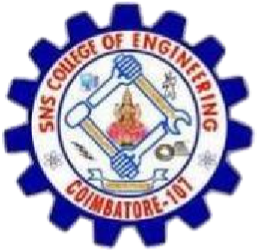 SNS COLLEGE OF ENGINEERING
COIMBATORE-107